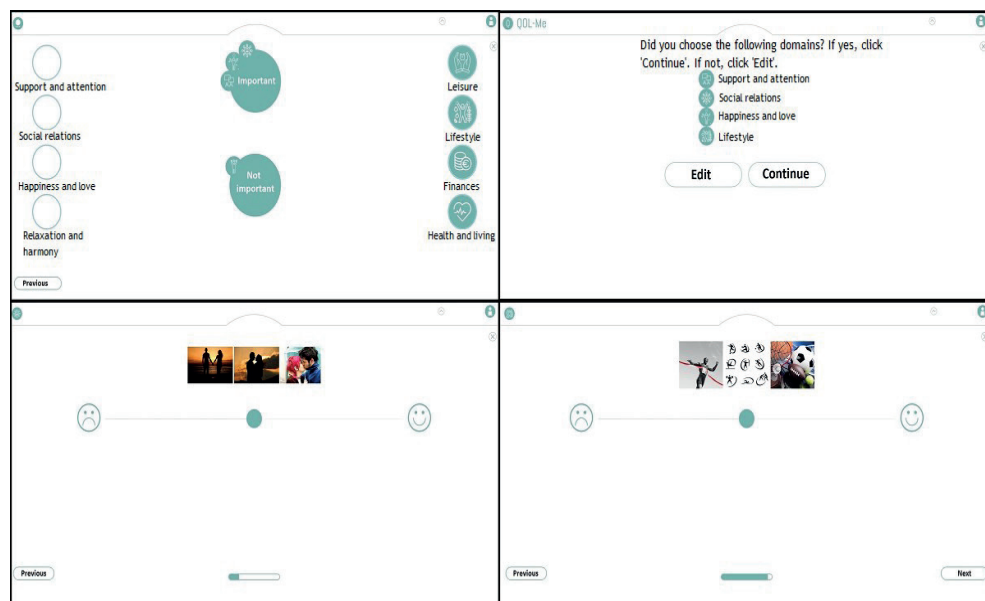 Support and attention
Social relations
Happiness and love
Relaxation and
harmony
Important
Not
important
Leisure
Lifestyle
Finances
Health and living
Previous
QOL-Me
Did you choose the following domains? If yes, click
'Continue'. If not, click 'Edit'.
Support and attention
Social relations
Happiness and love
Lifestyle
Edit
Continue
Previous
Previous
Next